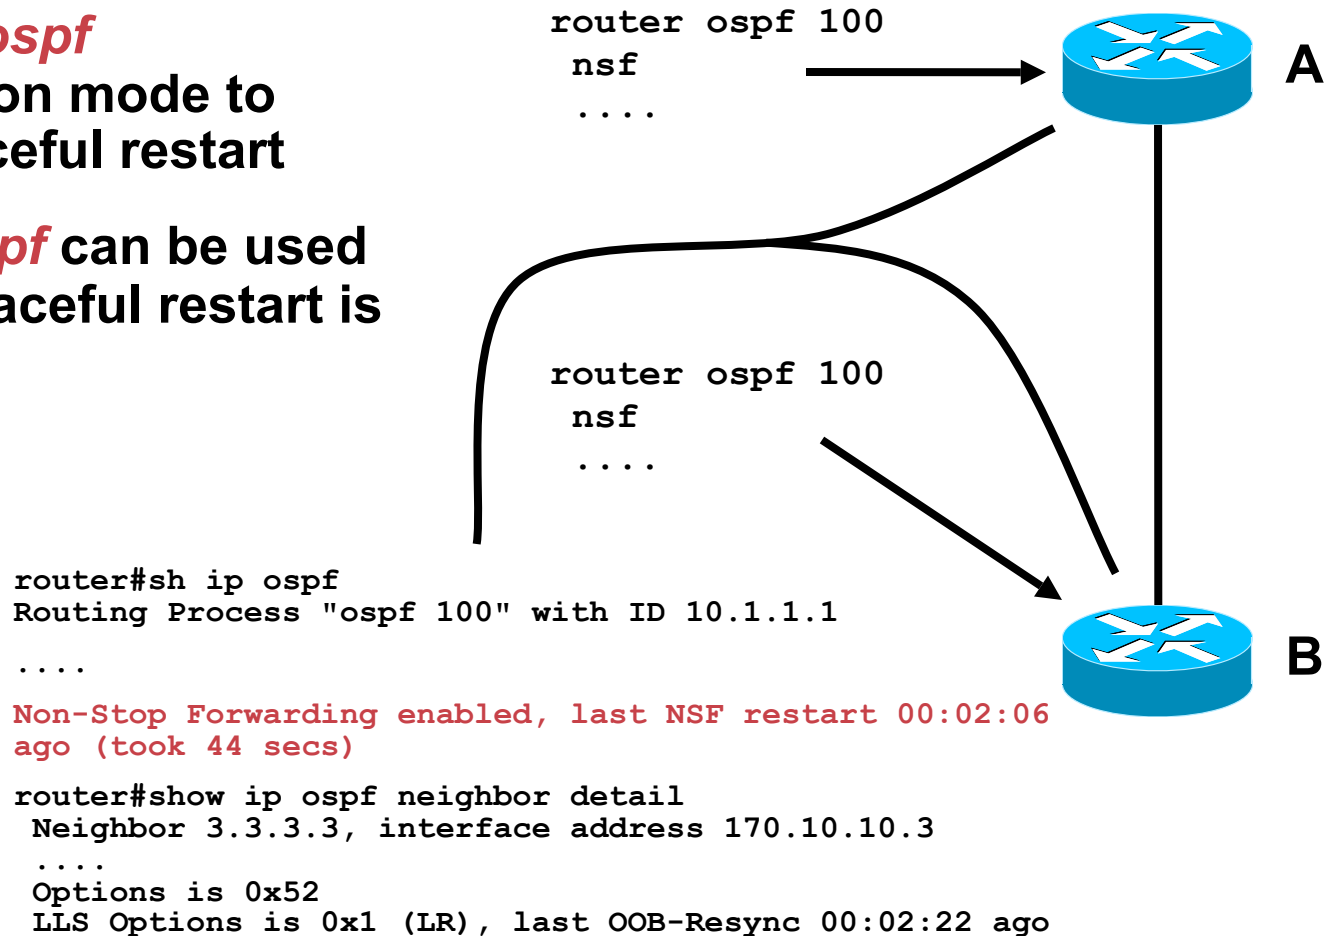 ospf
on mode to
ceful restart
pf can be used
aceful restart is
router ospf 100
nsf
....
A
router ospf 100
nsf
....
router#sh ip ospf
Routing Process "ospf 100" with ID 10.1.1.1
....
B
Non-Stop Forwarding enabled, last NSF restart 00:02:06
ago (took 44 secs)
router#show ip ospf neighbor detail
Neighbor 3.3.3.3, interface address 170.10.10.3
....
Options is 0x52
LLS Options is 0x1 (LR), last OOB-Resync 00:02:22 ago